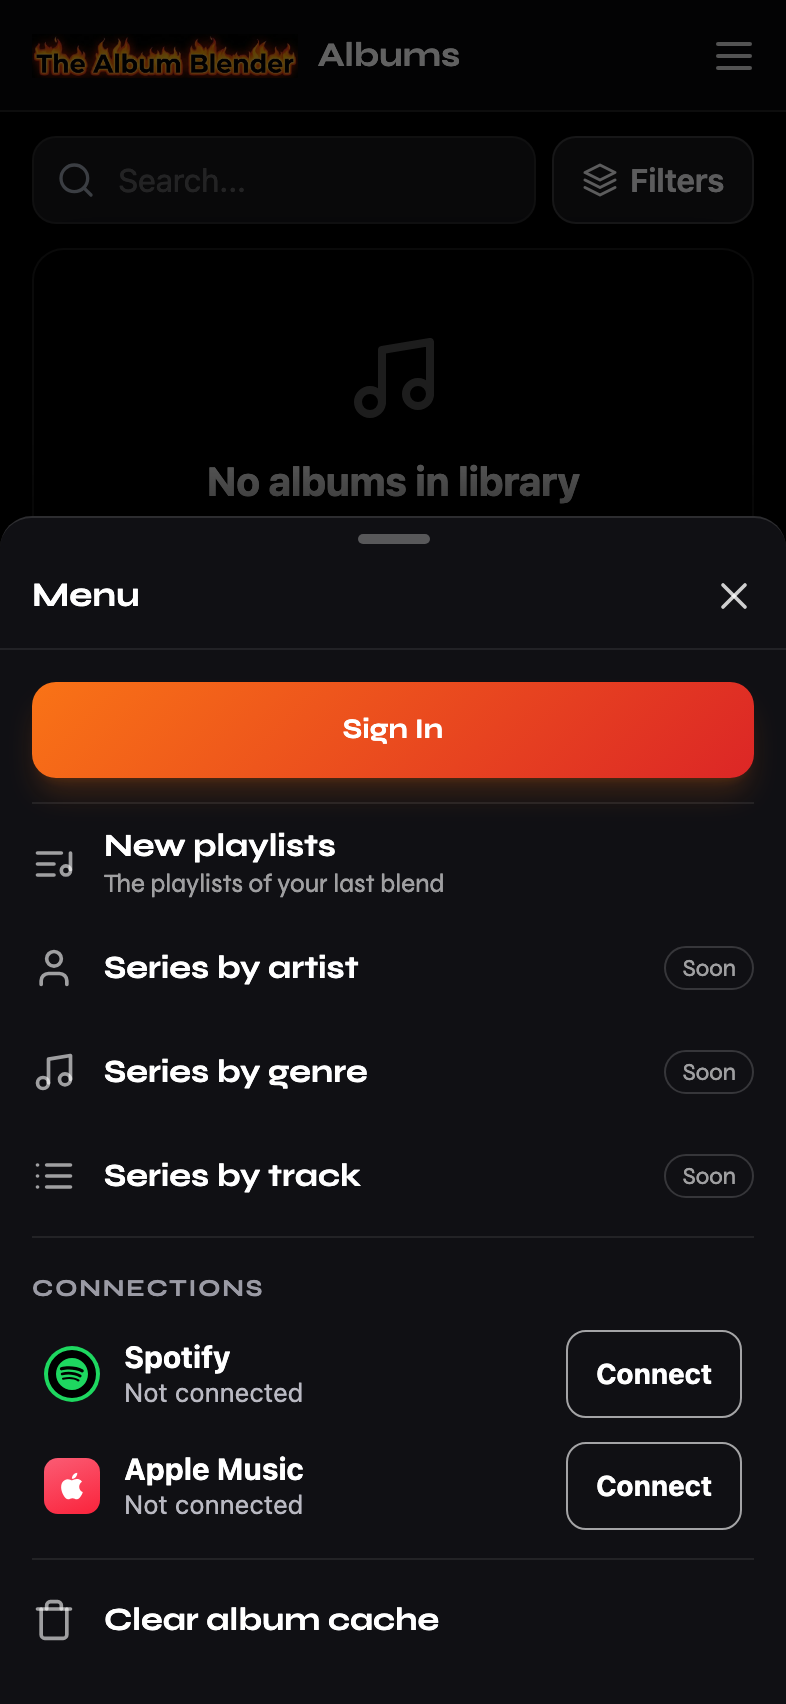 The Album Blender
Albums
Search...
Filters
No albums in library
Menu
Sign In
New playlists
The playlists of your last blend
Series by artist
Soon
Series by genre
Soon
Series by track
Soon
CONNECTIONS
Spotify
Not connected
Connect
Apple Music
Not connected
Connect
Clear album cache